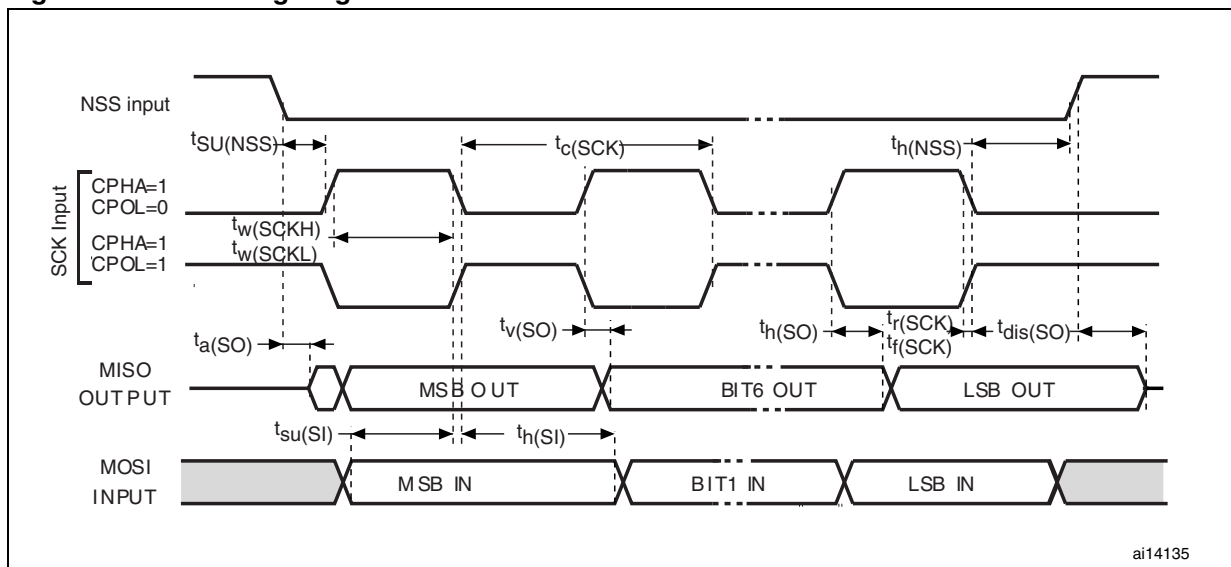 NSS input
tSU(NSS)
tc(SCK)
th(NSS)
SCK Input
CPHA=1
CPOL=0
tw(SCKH)
tw(SCKL)
CPHA=1
CPOL=1
ta(SO)
tv(SO)
th(SO)
tr(SCK)
tf(SCK)
tdis(SO)
MISO
OUTPUT
MSB OUT
BIT6 OUT
LSB OUT
tsu(SI)
th(SI)
MOSI
INPUT
MSB IN
BIT1 IN
LSB IN
ai14135